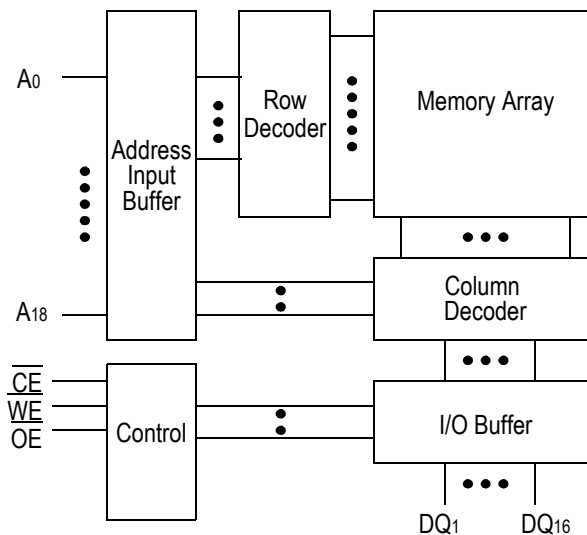 A0
Address
Input
Buffer
Row
Decoder
Memory Array
A18
Column
Decoder
CE
WE
OE
Control
I/O Buffer
DQ1
DQ16